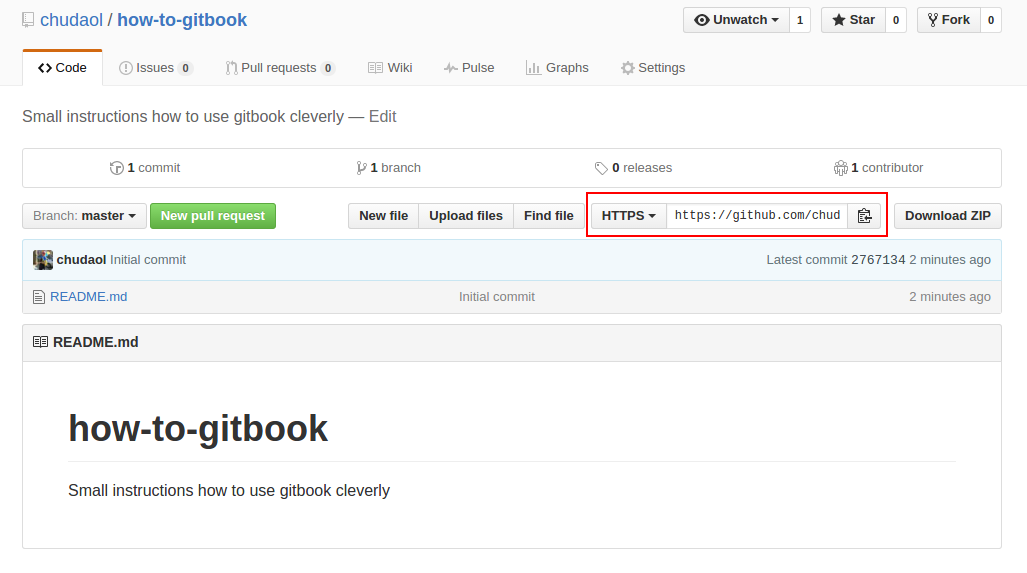 chudaol / how-to-gitbook Unwatch 1 Star 0 Fork 0
Code Issues 0 Pull requests 0 Wiki Pulse Graphs Settings
Small instructions how to use gitbook cleverly — Edit
1 commit 1 branch 0 releases 1 contributor
Branch: master New pull request New file Upload files Find file HTTPS https://github.com/chud Download ZIP
chudaol Initial commit Latest commit 2767134 2 minutes ago
README.md Initial commit 2 minutes ago
README.md
how-to-gitbook
Small instructions how to use gitbook cleverly